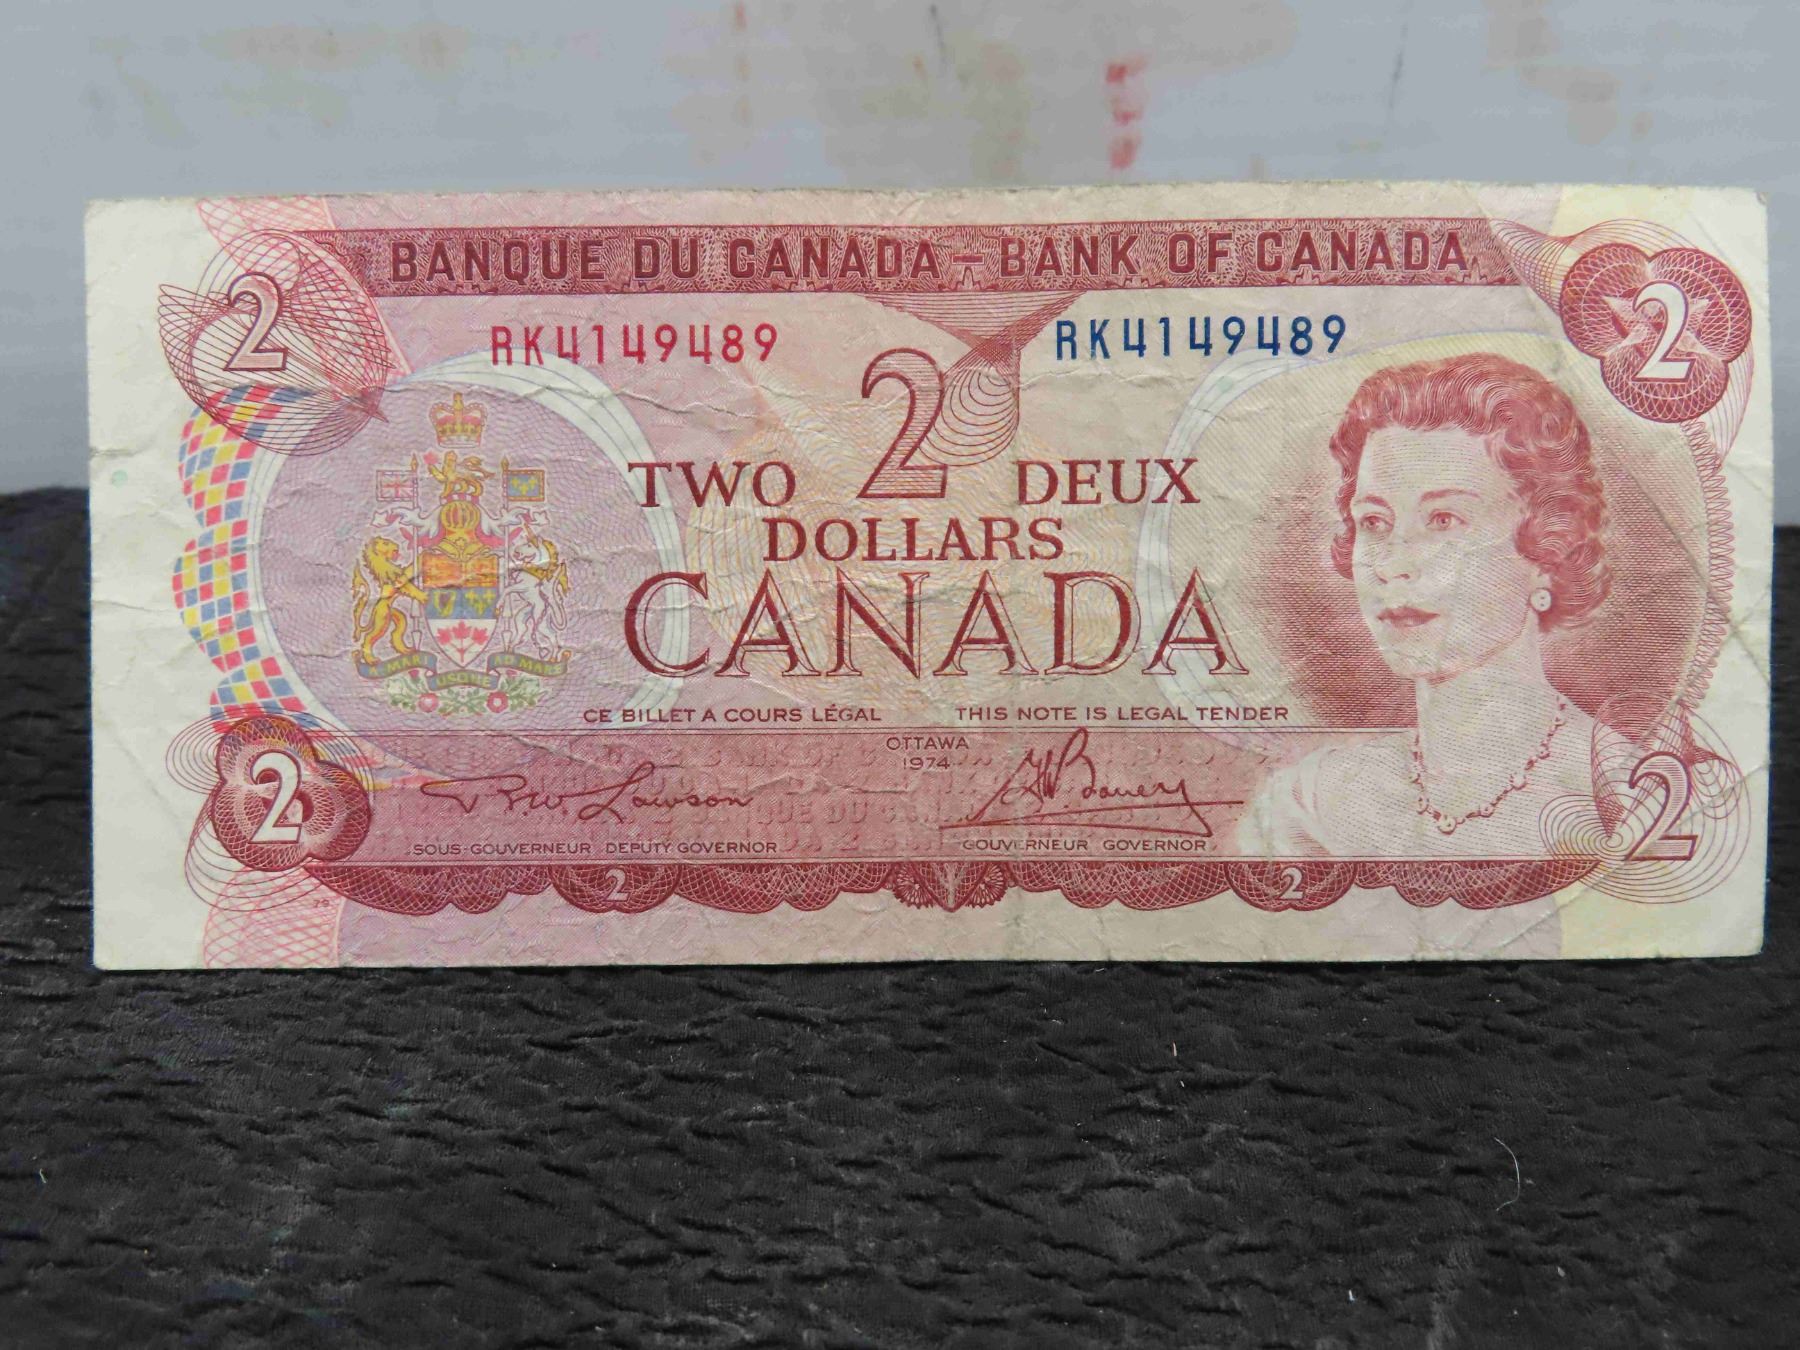 BANQUE DU CANADA – BANK OF CANADA
2
2
RK4149489
RK4149489
2
TWO DEUX
DOLLARS
CANADA
A MARI USQUE AD MARE
CE BILLET A COURS LÉGAL
THIS NOTE IS LEGAL TENDER
OTTAWA
1974
R.W. Lawson
G.K. Bouey
SOUS-GOUVERNEUR DEPUTY GOVERNOR
GOUVERNEUR GOVERNOR
2
2
2
2